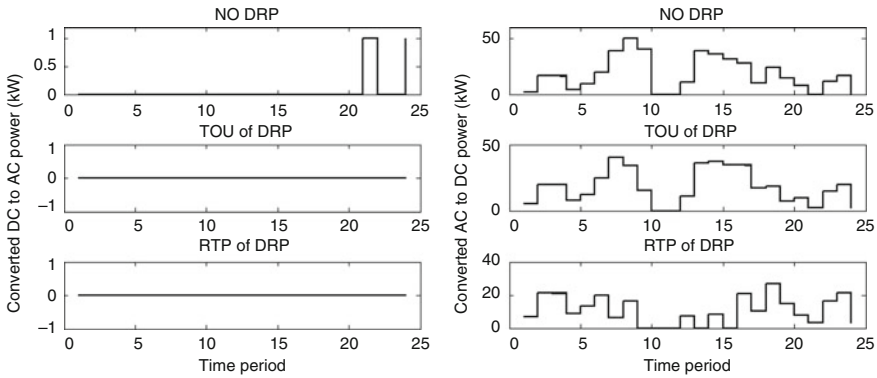 NO DRP
1
0.5
0
0 5 10 15 20 25
TOU of DRP
1
0
−1
0 5 10 15 20 25
RTP of DRP
1
0
−1
0 5 10 15 20 25
Time period
Converted DC to AC power (kW)
NO DRP
50
0
0 5 10 15 20 25
TOU of DRP
50
0
0 5 10 15 20 25
RTP of DRP
40
20
0
0 5 10 15 20 25
Time period
Converted AC to DC power (kW)